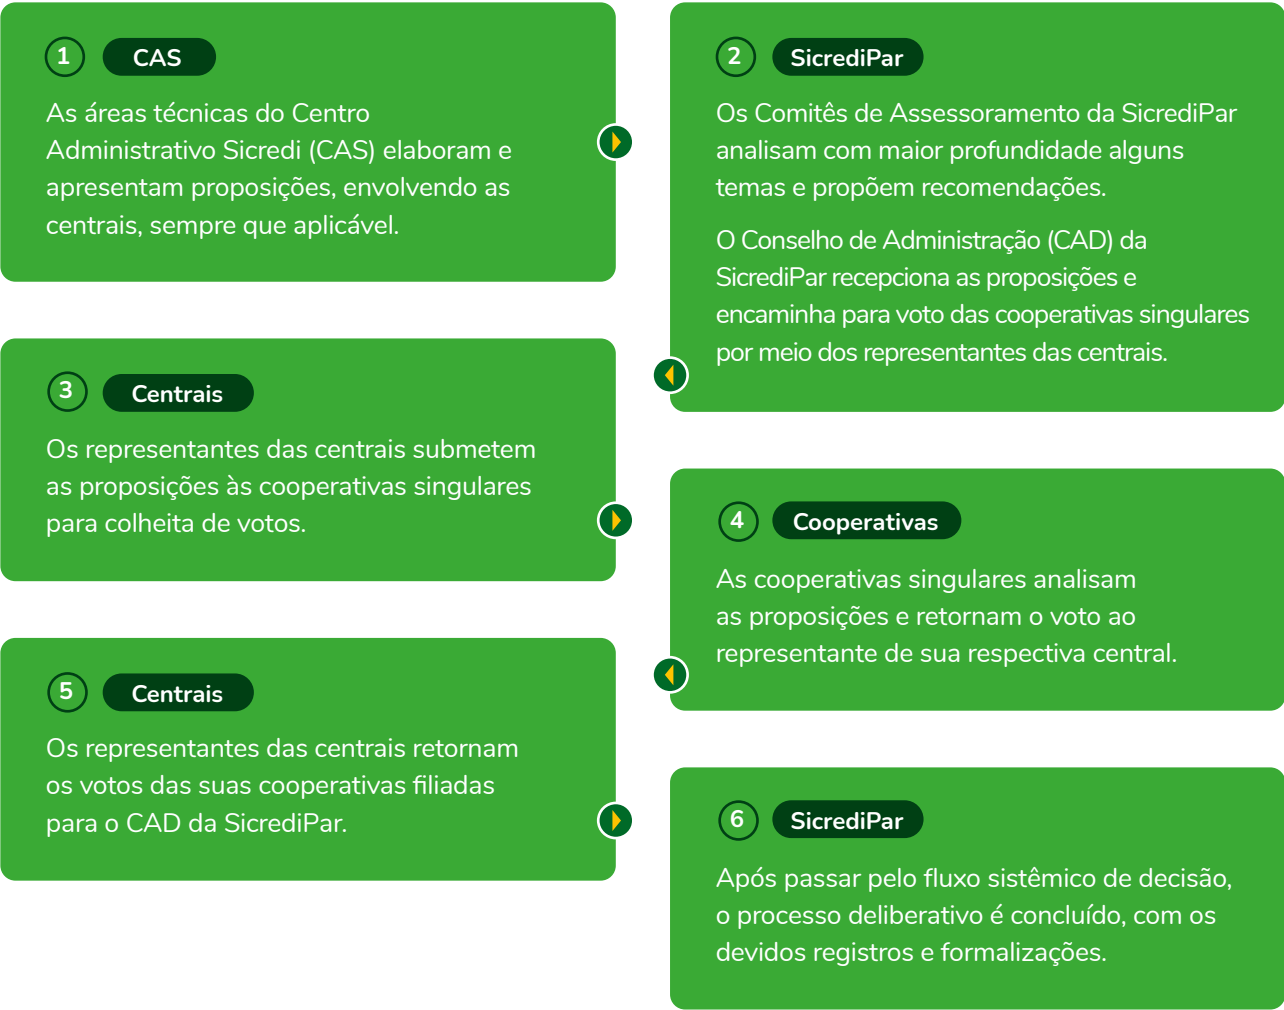 1 CAS
As áreas técnicas do Centro
Administrativo Sicredi (CAS) elaboram e
apresentam proposições, envolvendo as
centrais, sempre que aplicável.
2 SicrediPar
Os Comitês de Assessoramento da SicrediPar
analisam com maior profundidade alguns
temas e propõem recomendações.
O Conselho de Administração (CAD) da
SicrediPar recepciona as proposições e
encaminha para voto das cooperativas singulares
por meio dos representantes das centrais.
3 Centrais
Os representantes das centrais submetem
as proposições às cooperativas singulares
para colheita de votos.
4 Cooperativas
As cooperativas singulares analisam
as proposições e retornam o voto ao
representante de sua respectiva central.
5 Centrais
Os representantes das centrais retornam
os votos das suas cooperativas filiadas
para o CAD da SicrediPar.
6 SicrediPar
Após passar pelo fluxo sistêmico de decisão,
o processo deliberativo é concluído, com os
devidos registros e formalizações.